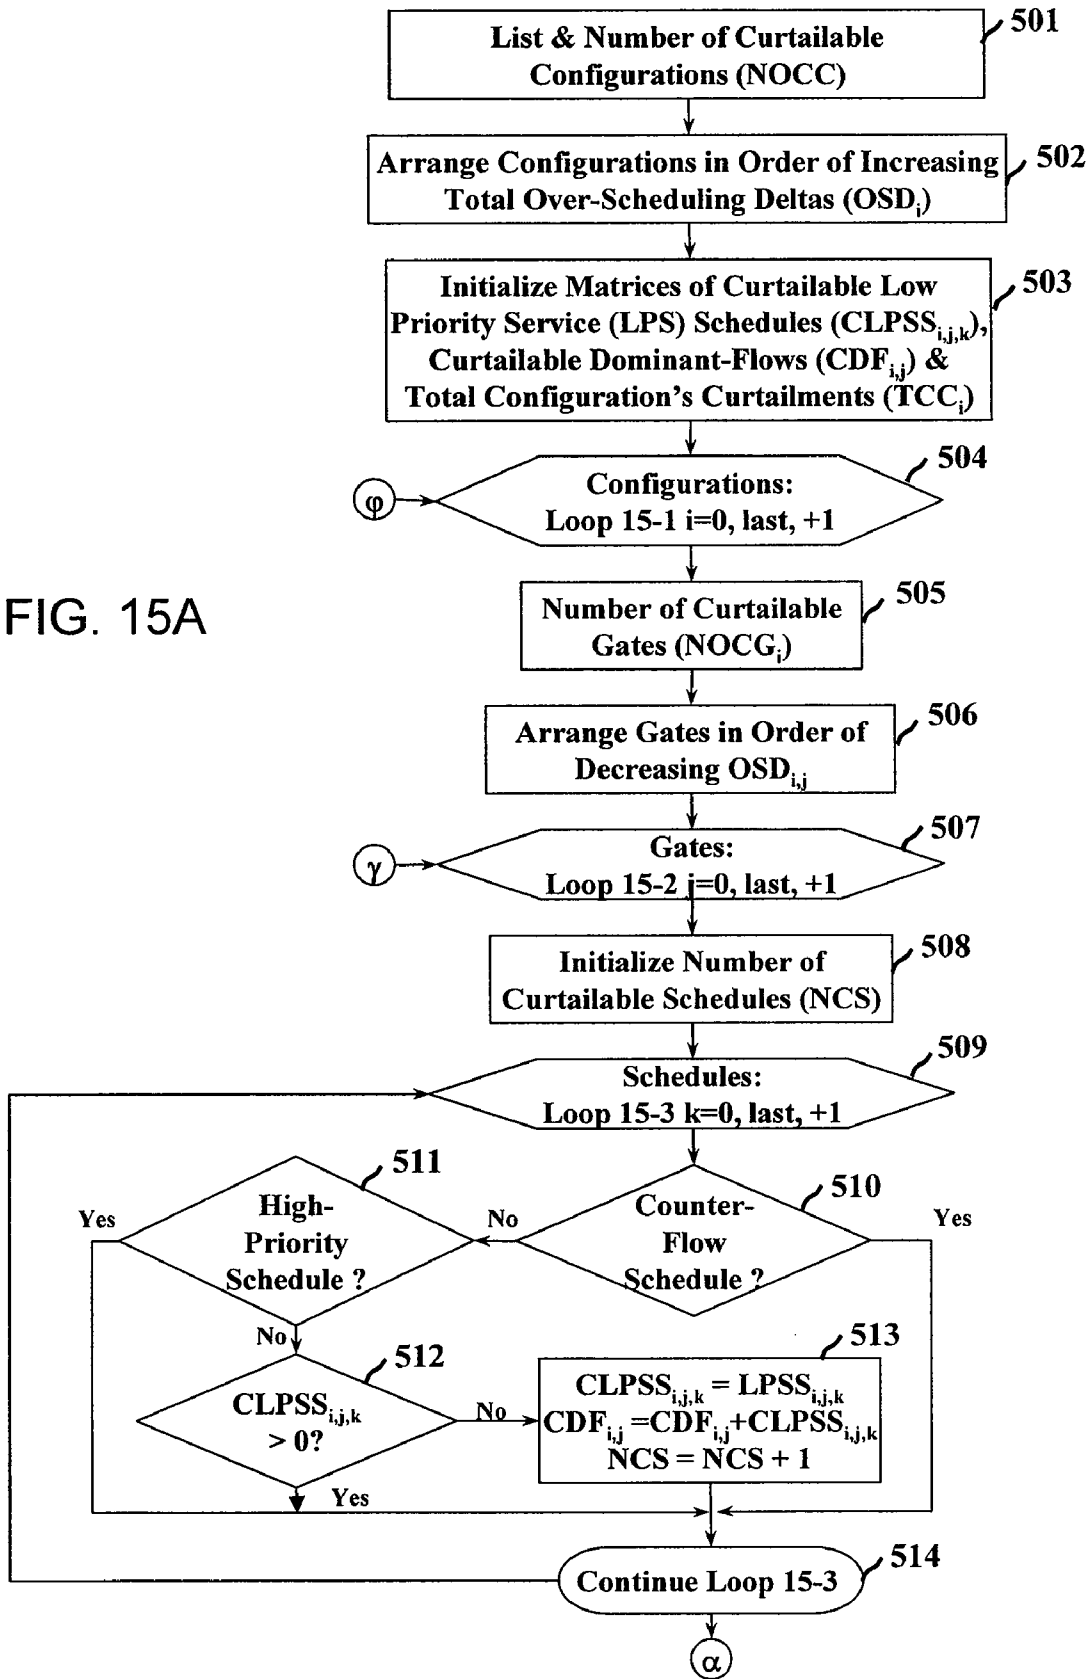 List & Number of Curtailable
Configurations (NOCC)
501
Arrange Configurations in Order of Increasing
Total Over-Scheduling Deltas (OSDi)
502
Initialize Matrices of Curtailable Low
Priority Service (LPS) Schedules (CLPSSi,j,k),
Curtailable Dominant-Flows (CDFi,j) &
Total Configuration's Curtailments (TCCi)
503
φ
Configurations:
Loop 15-1 i=0, last, +1
504
FIG. 15A
Number of Curtailable
Gates (NOCGi)
505
Arrange Gates in Order of
Decreasing OSDi,j
506
γ
Gates:
Loop 15-2 j=0, last, +1
507
Initialize Number of
Curtailable Schedules (NCS)
508
Schedules:
Loop 15-3 k=0, last, +1
509
Counter-
Flow
Schedule ?
510
Yes
No
High-
Priority
Schedule ?
511
Yes
No
CLPSSi,j,k
> 0?
512
No
Yes
CLPSSi,j,k = LPSSi,j,k
CDFi,j =CDFi,j+CLPSSi,j,k
NCS = NCS + 1
513
Continue Loop 15-3
514
α